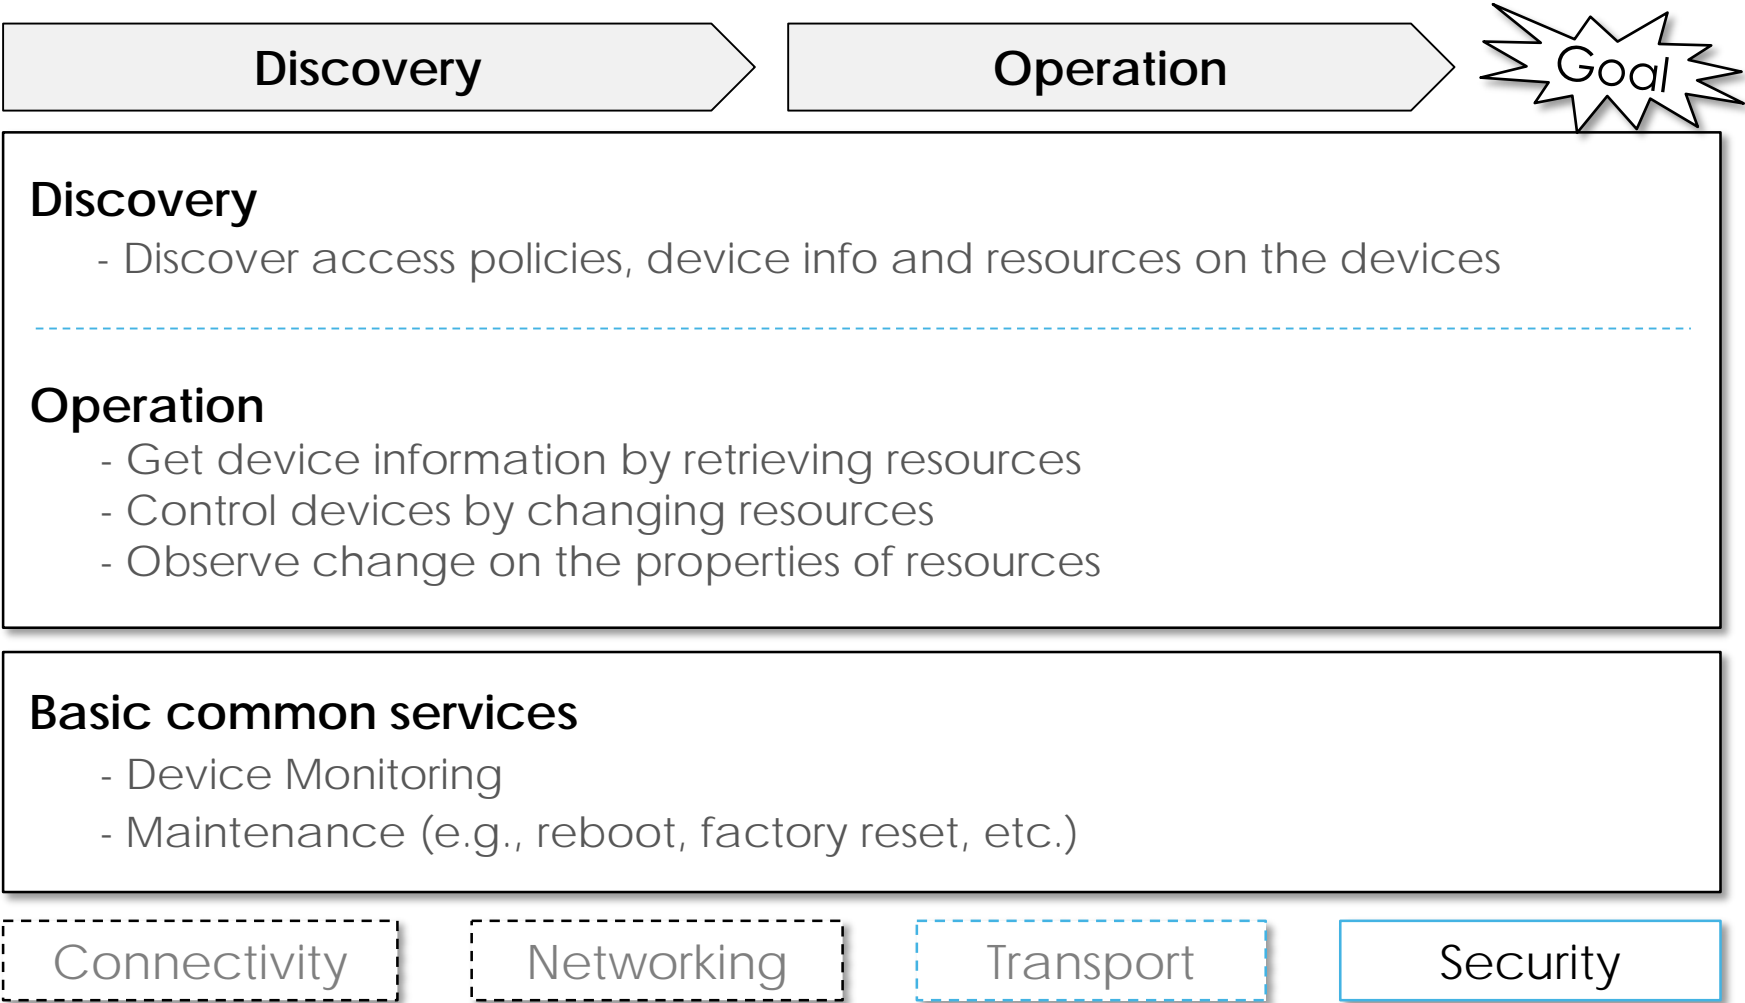 Discovery
Operation
Goal
Discovery
- Discover access policies, device info and resources on the devices
Operation
- Get device information by retrieving resources
- Control devices by changing resources
- Observe change on the properties of resources
Basic common services
- Device Monitoring
- Maintenance (e.g., reboot, factory reset, etc.)
Connectivity
Networking
Transport
Security